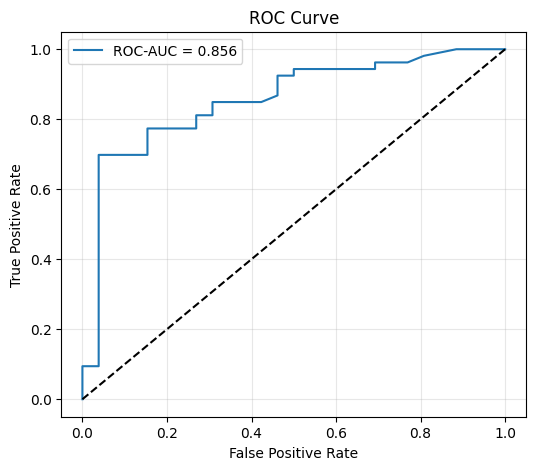 ROC Curve
ROC-AUC = 0.856
True Positive Rate
1.0
0.8
0.6
0.4
0.2
0.0
0.0 0.2 0.4 0.6 0.8 1.0
False Positive Rate